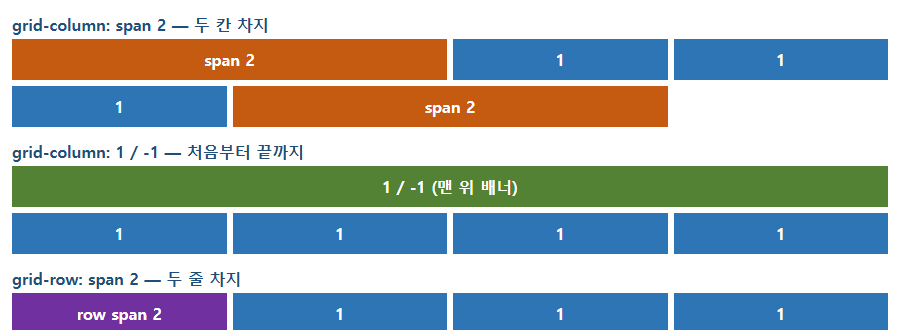 grid-column: span 2 — 두 칸 차지
span 2 1 1
1 span 2
grid-column: 1 / -1 — 처음부터 끝까지
1 / -1 (맨 위 배너)
1 1 1 1
grid-row: span 2 — 두 줄 차지
row span 2 1 1 1